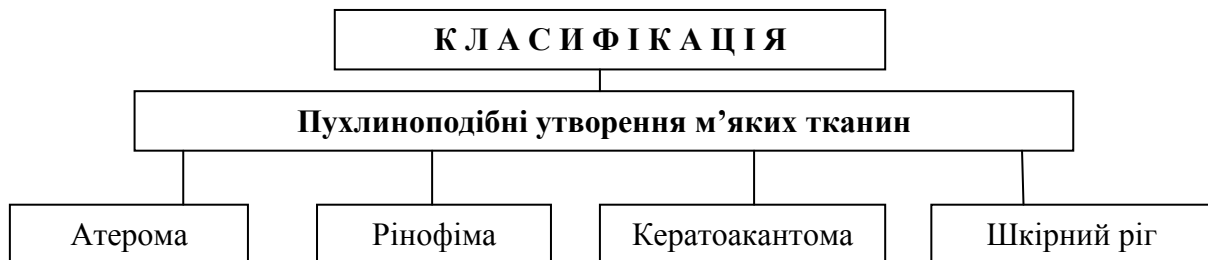 К Л А С И Ф І К А Ц І Я
Пухлиноподібні утворення м’яких тканин
Атерома
Рінофіма
Кератоакантома
Шкірний ріг